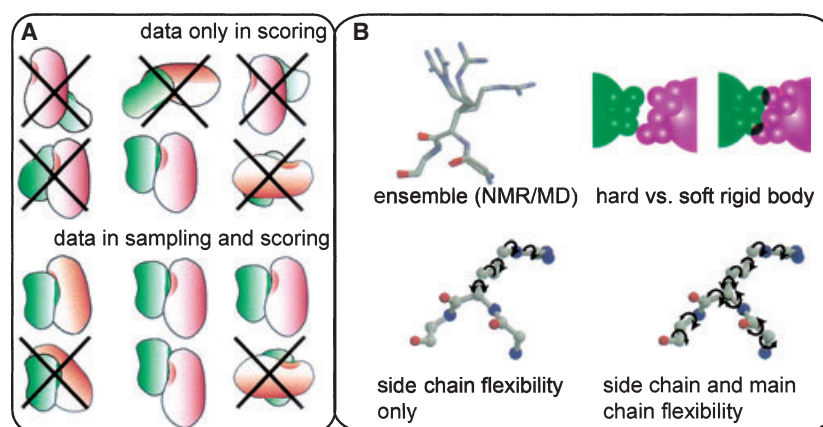 A
data only in scoring
data in sampling and scoring
B
ensemble (NMR/MD)
hard vs. soft rigid body
side chain flexibility
only
side chain and main
chain flexibility